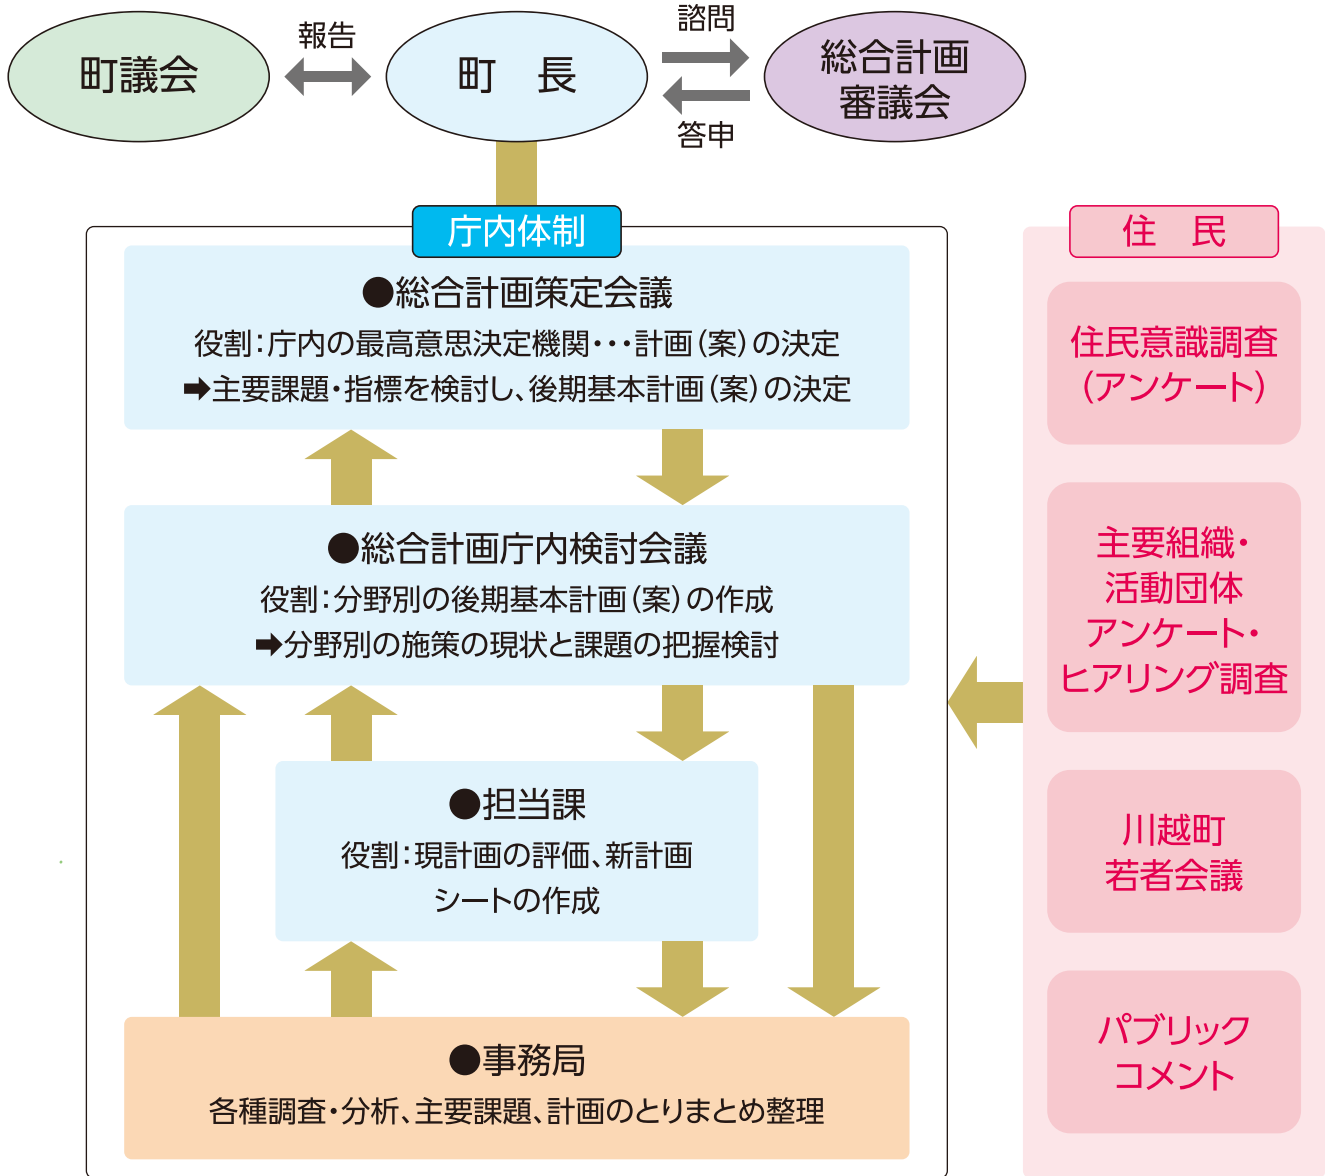 町議会
報告
町　長
諮問
答申
総合計画
審議会
庁内体制
●総合計画策定会議
役割：庁内の最高意思決定機関・・・計画（案）の決定
➡主要課題・指標を検討し、後期基本計画（案）の決定
●総合計画庁内検討会議
役割：分野別の後期基本計画（案）の作成
➡分野別の施策の現状と課題の把握検討
●担当課
役割：現計画の評価、新計画
シートの作成
●事務局
各種調査・分析、主要課題、計画のとりまとめ整理
住　民
住民意識調査
（アンケート）
主要組織・
活動団体
アンケート・
ヒアリング調査
川越町
若者会議
パブリック
コメント